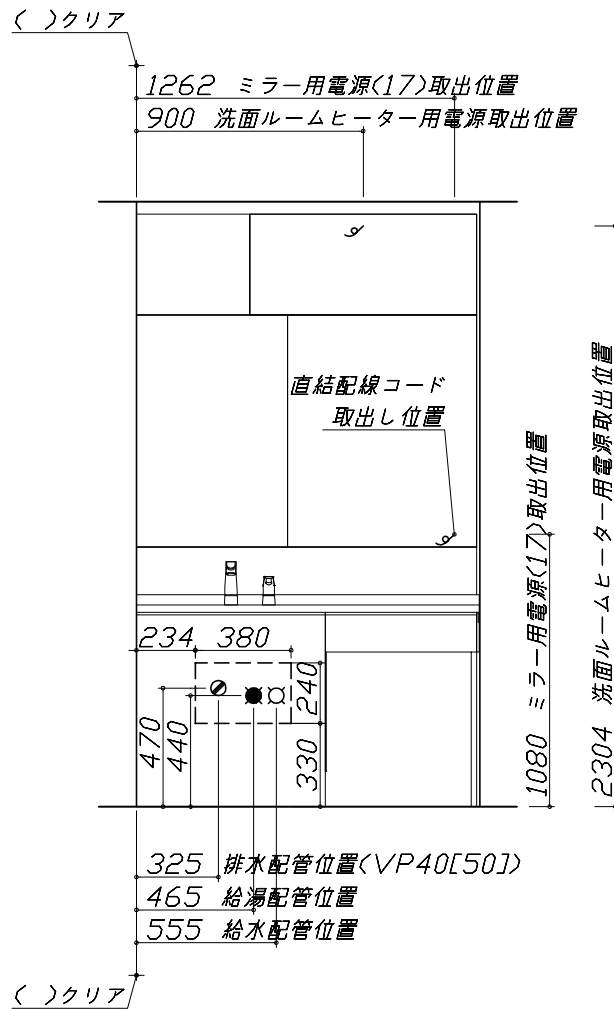 ( )クリア
1262 ミラー用電源(17)取出位置
900 洗面ルームヒーター用電源取出位置
直結配線コード
取出し位置
1080 ミラー用電源(17)取出位置
2304 洗面ルームヒーター用電源取出位置
234 380
240
470
440
330
325 排水配管位置(VP40[50])
465 給湯配管位置
555 給水配管位置
( )クリア